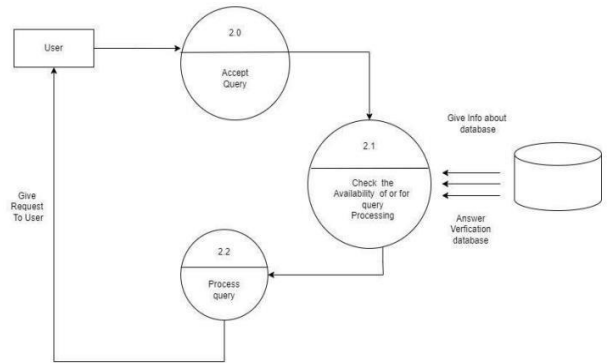 User
2.0
Accept
Query
Give Info about
database
2.1
Check the
Availability of or for
query
Processing
Answer
Verfication
database
Give
Request
To User
2.2
Process
query